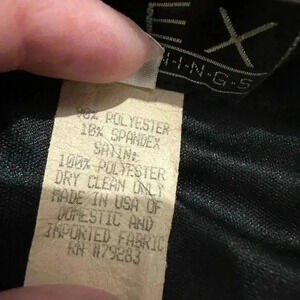 EX
N·I·N·G·S
90% POLYESTER
10% SPANDEX
SATIN:
100% POLYESTER
DRY CLEAN ONLY
MADE IN USA OF
DOMESTIC AND
IMPORTED FABRIC
RN #79283